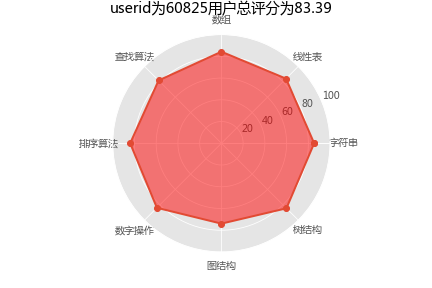 userid为60825用户总评分为83.39
数组
查找算法
线性表
100
80
60
40
20
排序算法
字符串
数字操作
树结构
图结构